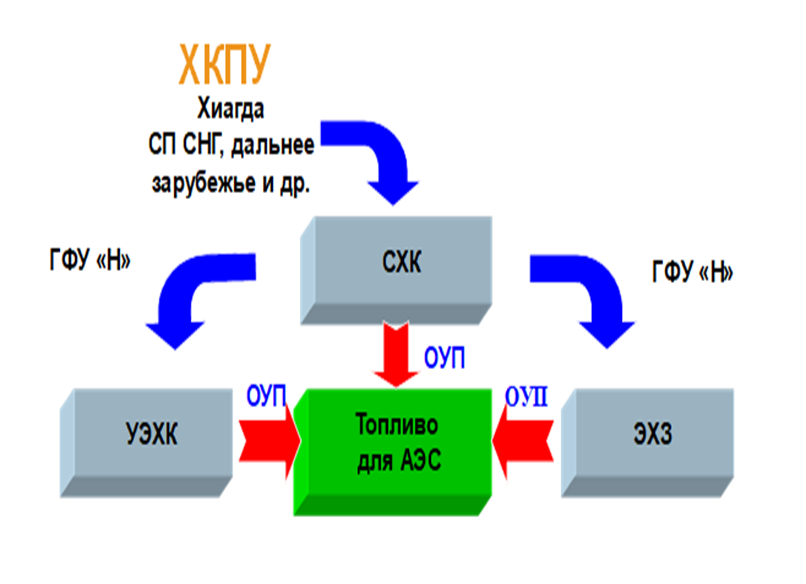 ХКПУ
Хиагда
СП СНГ, дальнее
зарубежье и др.
ГФУ «Н»
СХК
ГФУ «Н»
ОУП
ОУП
ОУП
УЭХК
Топливо
для АЭС
ЭХЗ